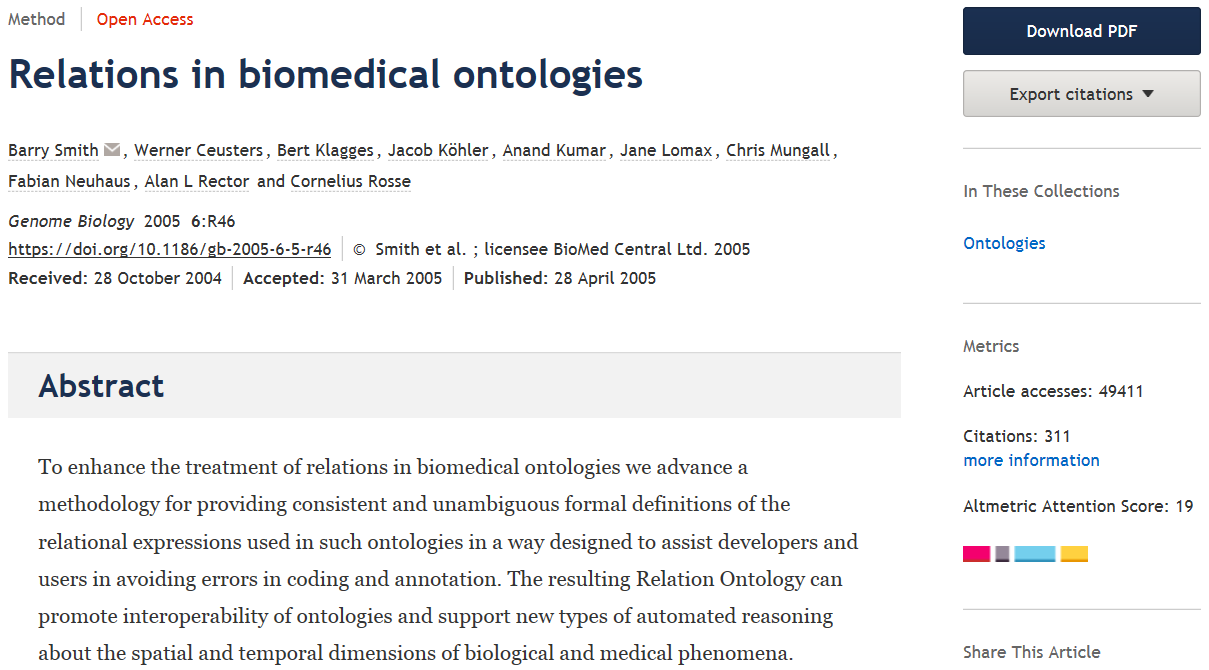 Method | Open Access
Relations in biomedical ontologies
Barry Smith , Werner Ceusters , Bert Klagges , Jacob Köhler , Anand Kumar , Jane Lomax , Chris Mungall ,
Fabian Neuhaus , Alan L Rector and Cornelius Rosse
Genome Biology 2005 6:R46
https://doi.org/10.1186/gb-2005-6-5-r46 | © Smith et al. ; licensee BioMed Central Ltd. 2005
Received: 28 October 2004 | Accepted: 31 March 2005 | Published: 28 April 2005
Abstract
To enhance the treatment of relations in biomedical ontologies we advance a
methodology for providing consistent and unambiguous formal definitions of the
relational expressions used in such ontologies in a way designed to assist developers and
users in avoiding errors in coding and annotation. The resulting Relation Ontology can
promote interoperability of ontologies and support new types of automated reasoning
about the spatial and temporal dimensions of biological and medical phenomena.
Download PDF
Export citations
In These Collections
Ontologies
Metrics
Article accesses: 49411
Citations: 311
more information
Altmetric Attention Score: 19
Share This Article